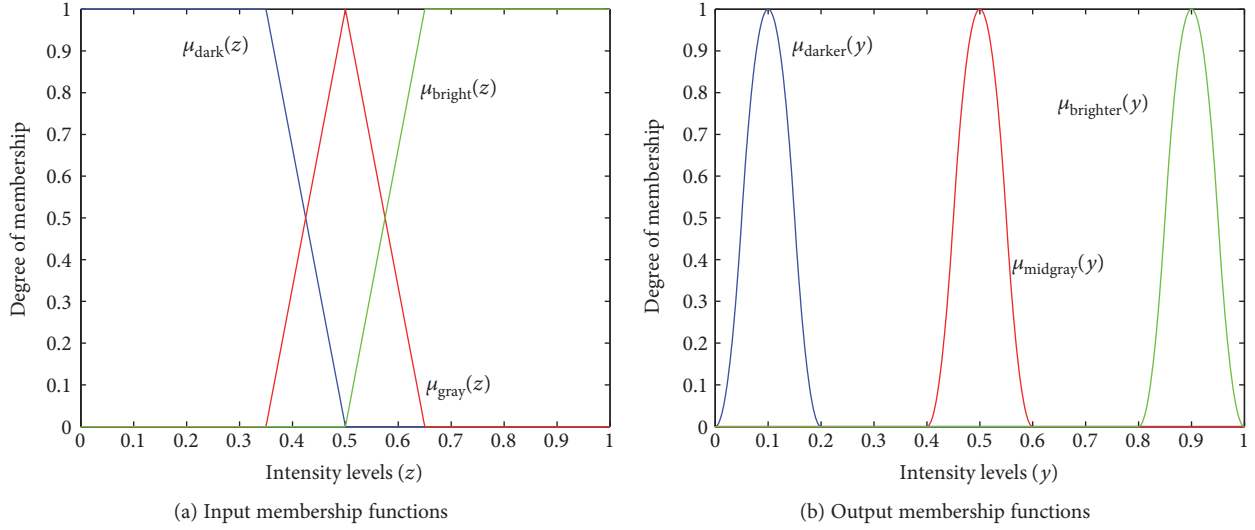 1
0.9
0.8
0.7
0.6
0.5
0.4
0.3
0.2
0.1
0
Degree of membership
μdark(z)
μbright(z)
μgray(z)
0 0.1 0.2 0.3 0.4 0.5 0.6 0.7 0.8 0.9 1
Intensity levels (z)
(a) Input membership functions
1
0.9
0.8
0.7
0.6
0.5
0.4
0.3
0.2
0.1
0
Degree of membership
μdarker(y)
μbrighter(y)
μmidgray(y)
0 0.1 0.2 0.3 0.4 0.5 0.6 0.7 0.8 0.9 1
Intensity levels (y)
(b) Output membership functions